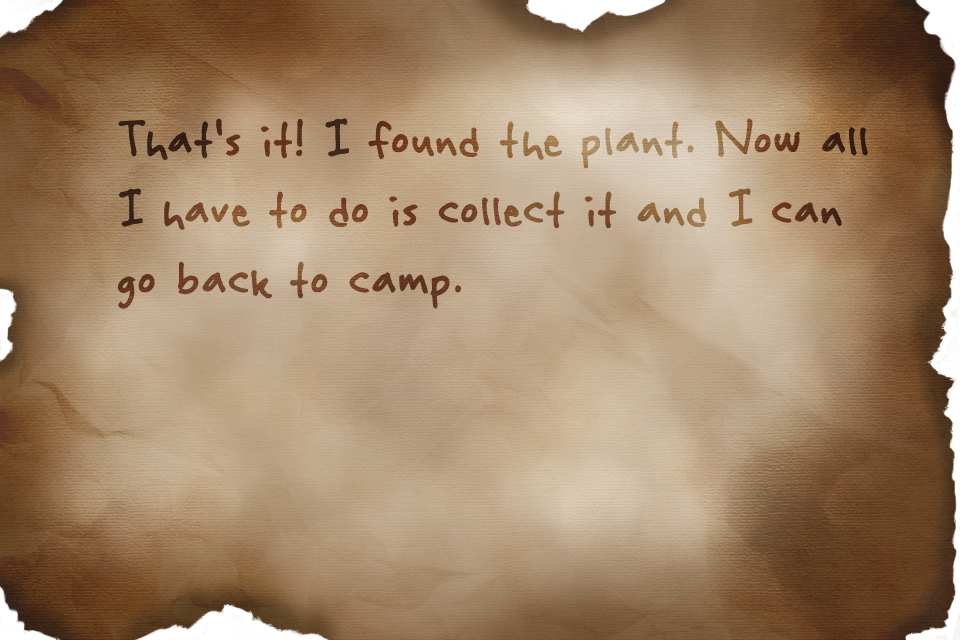 That's it! I found the plant. Now all
I have to do is collect it and I can
go back to camp.